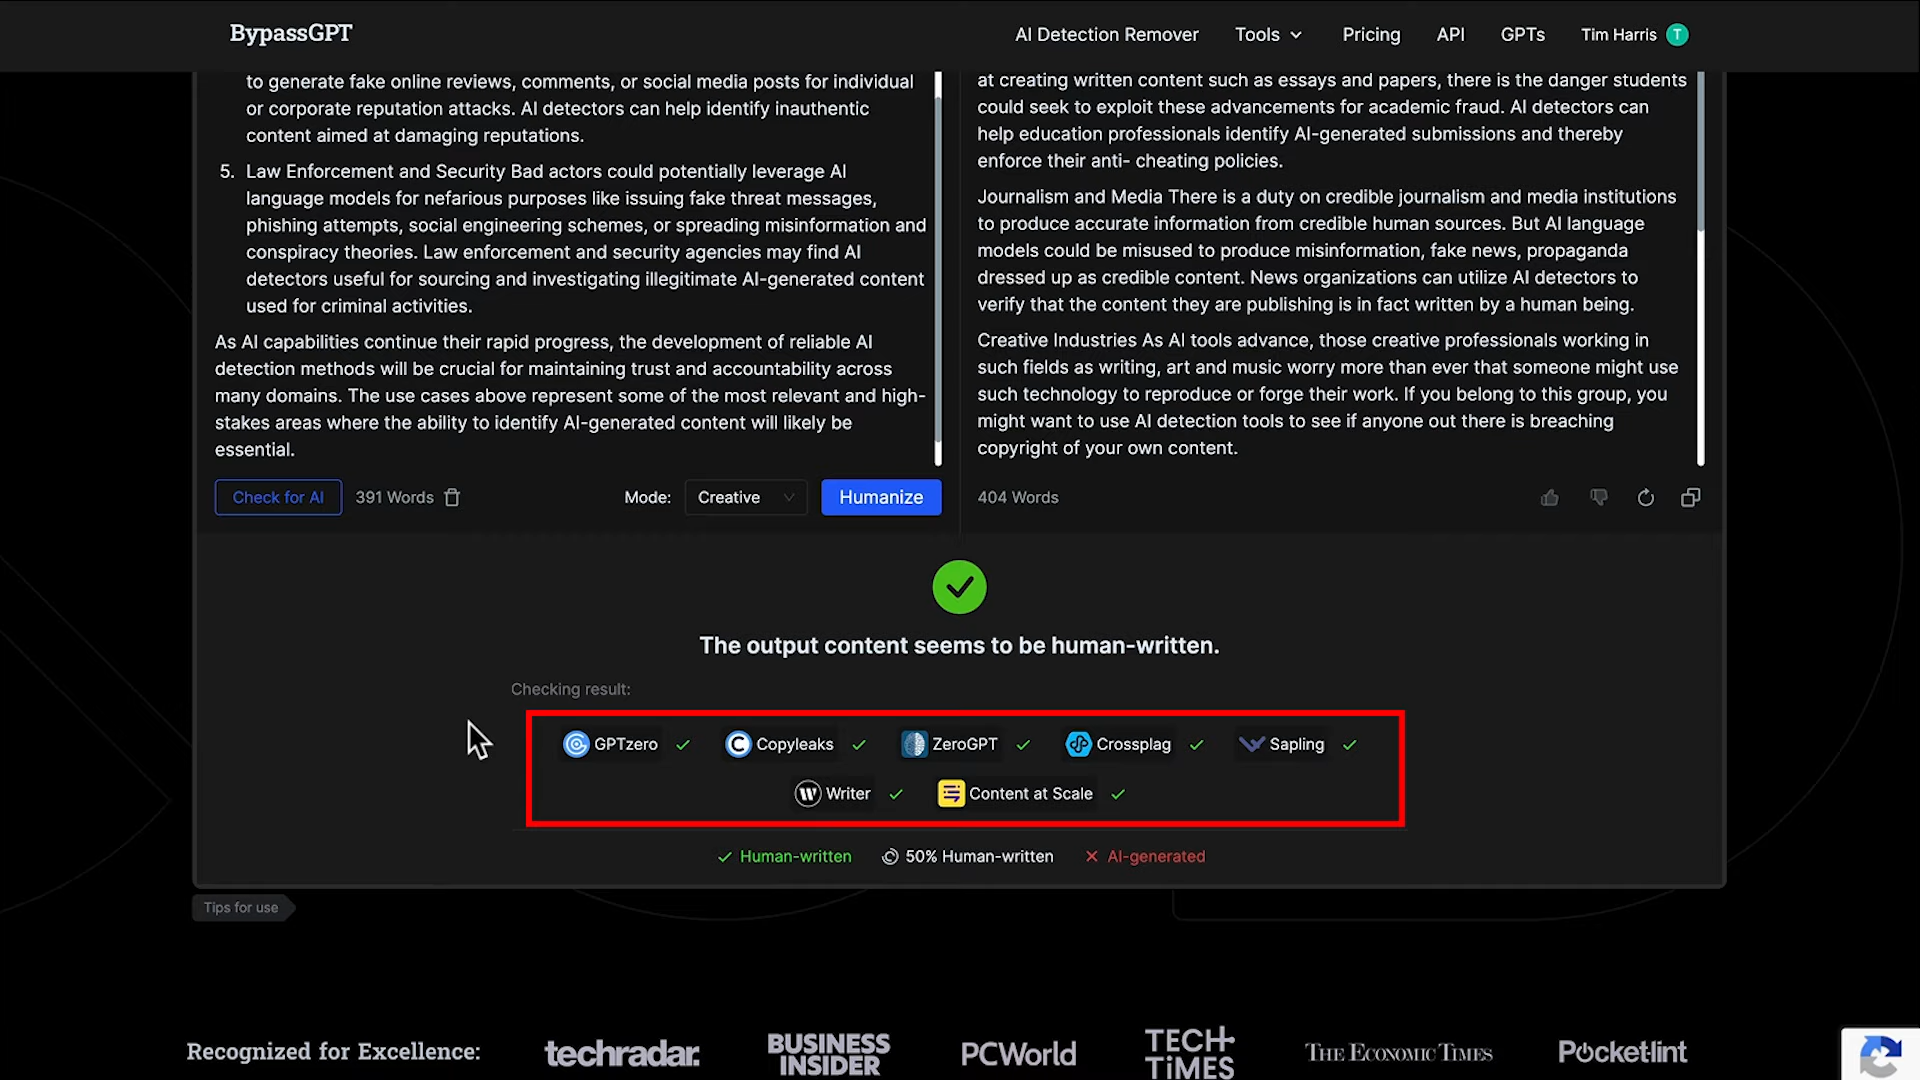 BypassGPT
AI Detection Remover
Tools
Pricing
API
GPTs
Tim Harris
T
to generate fake online reviews, comments, or social media posts for individual
or corporate reputation attacks. AI detectors can help identify inauthentic
content aimed at damaging reputations.
5. Law Enforcement and Security Bad actors could potentially leverage AI
language models for nefarious purposes like issuing fake threat messages,
phishing attempts, social engineering schemes, or spreading misinformation and
conspiracy theories. Law enforcement and security agencies may find AI
detectors useful for sourcing and investigating illegitimate AI-generated content
used for criminal activities.
As AI capabilities continue their rapid progress, the development of reliable AI
detection methods will be crucial for maintaining trust and accountability across
many domains. The use cases above represent some of the most relevant and high-
stakes areas where the ability to identify AI-generated content will likely be
essential.
Check for AI
391 Words
Mode:
Creative
Humanize
at creating written content such as essays and papers, there is the danger students
could seek to exploit these advancements for academic fraud. AI detectors can
help education professionals identify AI-generated submissions and thereby
enforce their anti- cheating policies.
Journalism and Media There is a duty on credible journalism and media institutions
to produce accurate information from credible human sources. But AI language
models could be misused to produce misinformation, fake news, propaganda
dressed up as credible content. News organizations can utilize AI detectors to
verify that the content they are publishing is in fact written by a human being.
Creative Industries As AI tools advance, those creative professionals working in
such fields as writing, art and music worry more than ever that someone might use
such technology to reproduce or forge their work. If you belong to this group, you
might want to use AI detection tools to see if anyone out there is breaching
copyright of your own content.
404 Words
The output content seems to be human-written.
Checking result:
GPTzero
Copyleaks
ZeroGPT
Crossplag
Sapling
Writer
Content at Scale
Human-written
50% Human-written
AI-generated
Tips for use
Recognized for Excellence:
techradar.
BUSINESS
INSIDER
PCWorld
TECH
TiMES
THE ECONOMIC TIMES
Pocket-lint